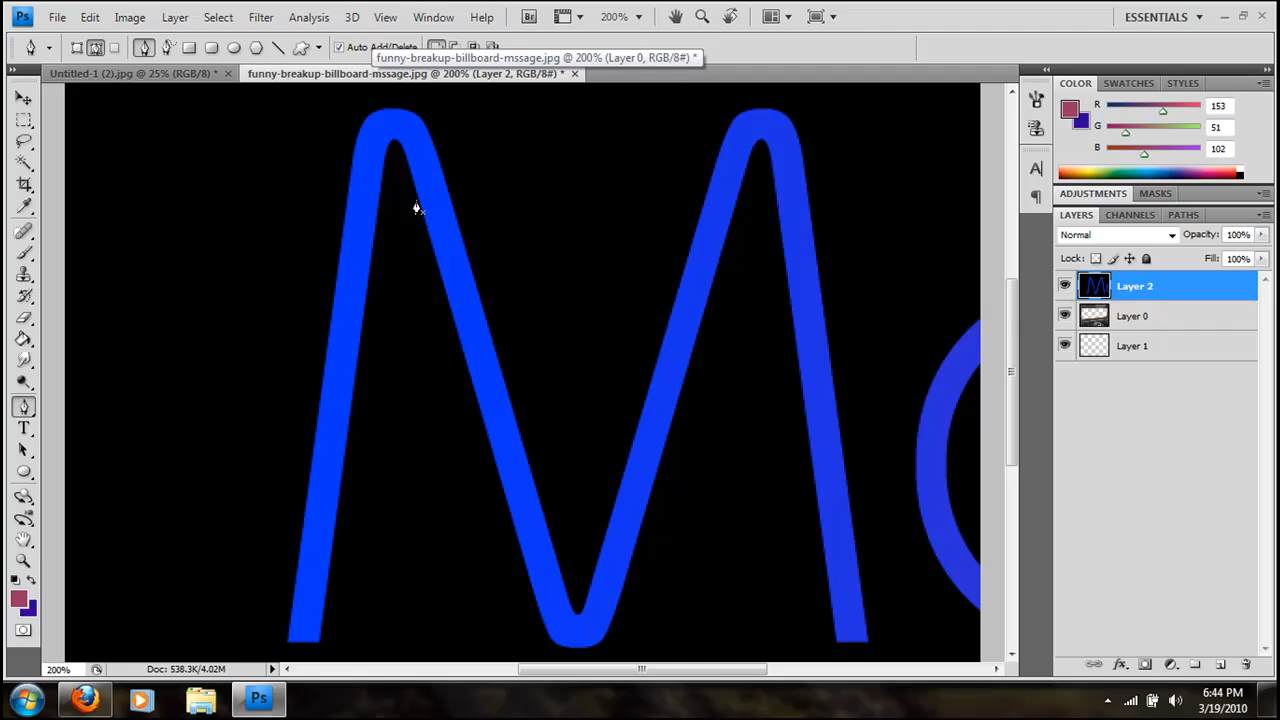 Ps File Edit Image Layer Select Filter Analysis 3D View Window Help Br 200% ESSENTIALS
Auto Add/Delete
funny-breakup-billboard-mssage.jpg @ 200% (Layer 0, RGB/8#) *
Untitled-1 (2).jpg @ 25% (RGB/8) * × funny-breakup-billboard-mssage.jpg @ 200% (Layer 2, RGB/8#) * ×
COLOR SWATCHES STYLES
R 153
G 51
B 102
ADJUSTMENTS MASKS
LAYERS CHANNELS PATHS
Normal Opacity: 100%
Lock: Fill: 100%
Layer 2
Layer 0
Layer 1
M
T
A
200% Doc: 538.3K/4.02M
fx
Ps
6:44 PM
3/19/2010